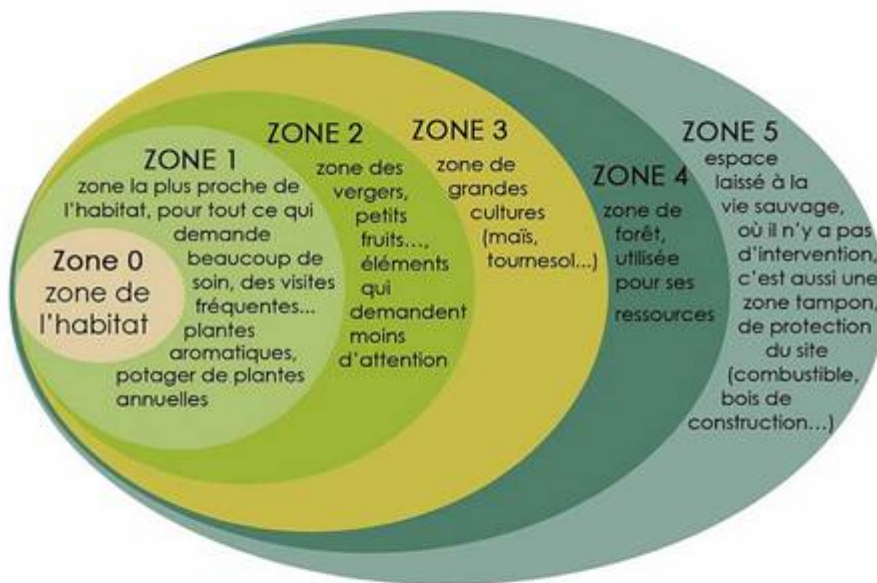 Zone 0
zone de
l'habitat
ZONE 1
zone la plus proche de
l'habitat, pour tout ce qui
demande
beaucoup de
soin, des visites
fréquentes...
plantes
aromatiques,
potager de plantes
annuelles
ZONE 2
zone des
vergers,
petits
fruits...,
éléments
qui
demandent
moins
d'attention
ZONE 3
zone de
grandes
cultures
(maïs,
tournesol...)
ZONE 4
zone de
forêt,
utilisée
pour ses
ressources
ZONE 5
espace
laissé à la
vie sauvage,
où il n'y a pas
d'intervention,
c'est aussi une
zone tampon,
de protection
du site
(combustible,
bois de
construction...)